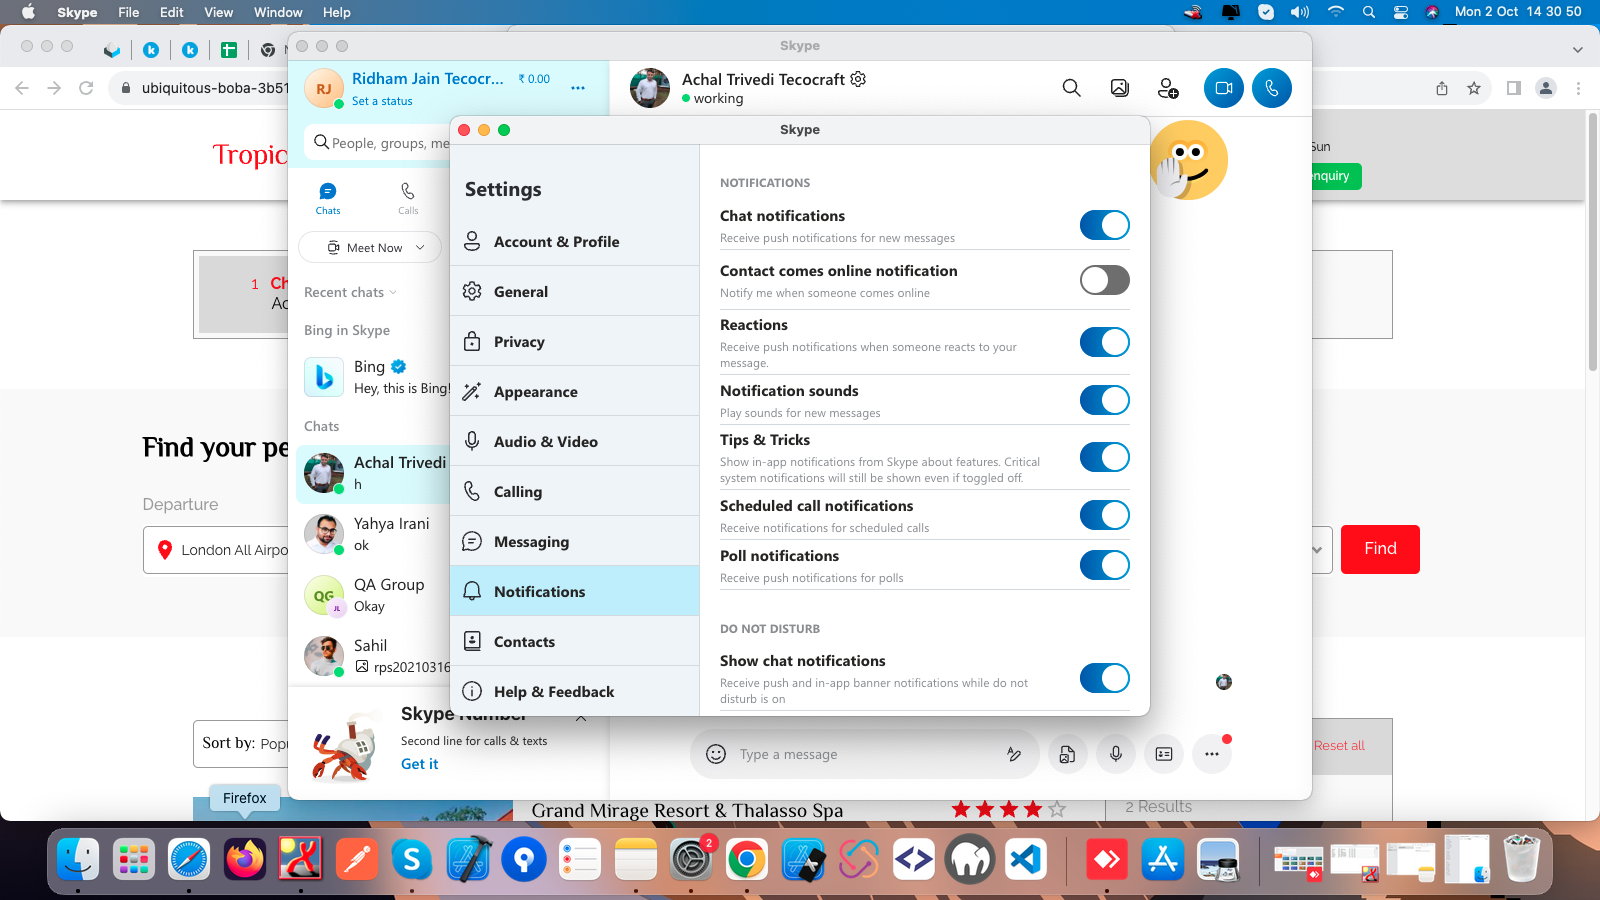 Skype File Edit View Window Help Mon 2 Oct 14 30 50
Skype
ubiquitous-boba-3b51
RJ Ridham Jain Tecocr... ₹ 0.00
Set a status
Achal Trivedi Tecocraft
working
People, groups, me
Chats Calls
Meet Now
Recent chats
Bing in Skype
Bing
Hey, this is Bing!
Chats
Achal Trivedi
h
Yahya Irani
ok
QG JL QA Group
Okay
Sahil
rps20210316
Skype Number
Second line for calls & texts
Get it
Skype
Settings
Account & Profile
General
Privacy
Appearance
Audio & Video
Calling
Messaging
Notifications
Contacts
Help & Feedback
NOTIFICATIONS
Chat notifications
Receive push notifications for new messages
Contact comes online notification
Notify me when someone comes online
Reactions
Receive push notifications when someone reacts to your
message.
Notification sounds
Play sounds for new messages
Tips & Tricks
Show in-app notifications from Skype about features. Critical
system notifications will still be shown even if toggled off.
Scheduled call notifications
Receive notifications for scheduled calls
Poll notifications
Receive push notifications for polls
DO NOT DISTURB
Show chat notifications
Receive push and in-app banner notifications while do not
disturb is on
Type a message
Tropic
Sun
enquiry
1 Ch
Ac
Find your pe
Departure
London All Airpo
Find
Sort by: Popu
Reset all
Firefox
Grand Mirage Resort & Thalasso Spa
2 Results
2